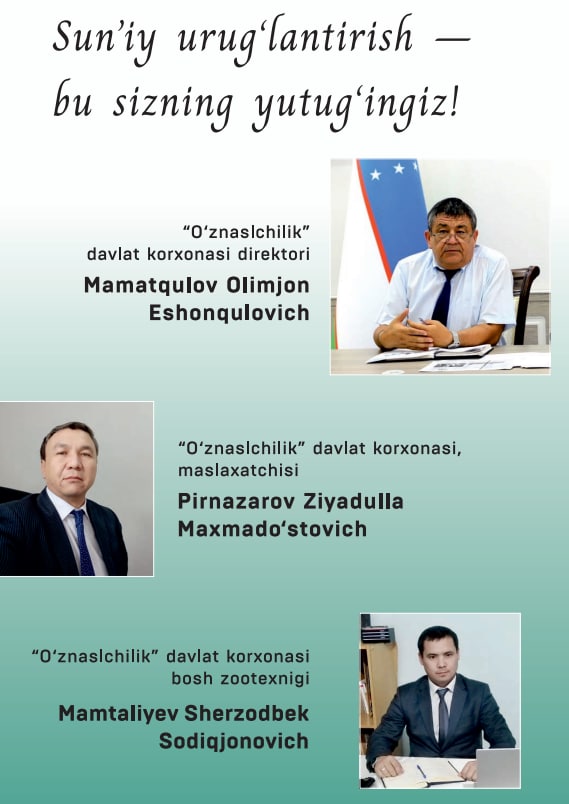 Sun’iy urug‘lantirish —
bu sizning yutug‘ingiz!
“O‘znaslchilik”
davlat korxonasi direktori
Mamatqulov Olimjon
Eshonqulovich
“O‘znaslchilik” davlat korxonasi,
maslaxatchisi
Pirnazarov Ziyadulla
Maxmado‘stovich
“O‘znaslchilik” davlat korxonasi
bosh zootexnigi
Mamtaliyev Sherzodbek
Sodiqjonovich